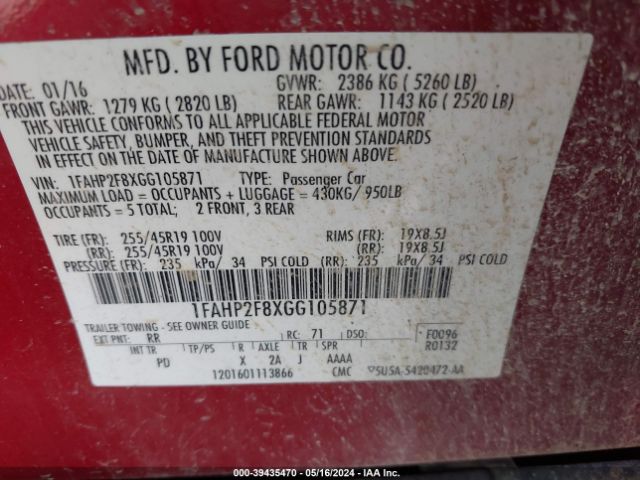 MFD. BY FORD MOTOR CO.
DATE: 01/16 GVWR: 2386 KG (5260 LB)
FRONT GAWR: 1279 KG (2820 LB) REAR GAWR: 1143 KG (2520 LB)
THIS VEHICLE CONFORMS TO ALL APPLICABLE FEDERAL MOTOR
VEHICLE SAFETY, BUMPER, AND THEFT PREVENTION STANDARDS
IN EFFECT ON THE DATE OF MANUFACTURE SHOWN ABOVE.
VIN: 1FAHP2F8XGG105871 TYPE: Passenger Car
MAXIMUM LOAD = OCCUPANTS + LUGGAGE = 430KG/ 950LB
OCCUPANTS = 5 TOTAL; 2 FRONT, 3 REAR
TIRE (FR): 255/45R19 100V RIMS (FR): 19X8.5J
(RR): 255/45R19 100V (RR): 19X8.5J
PRESSURE (FR): 235 kPa/ 34 PSI COLD (RR): 235 kPa/ 34 PSI COLD
1FAHP2F8XGG105871
TRAILER TOWING - SEE OWNER GUIDE
EXT PNT: RR RC: 71 DSO: F0096
INT TR TP/PS R AXLE TR SPR R0132
PD X 2A J AAAA
1201601113866 CMC 5USA-5420472-AA
000-39435470 - 05/16/2024 - IAA Inc.